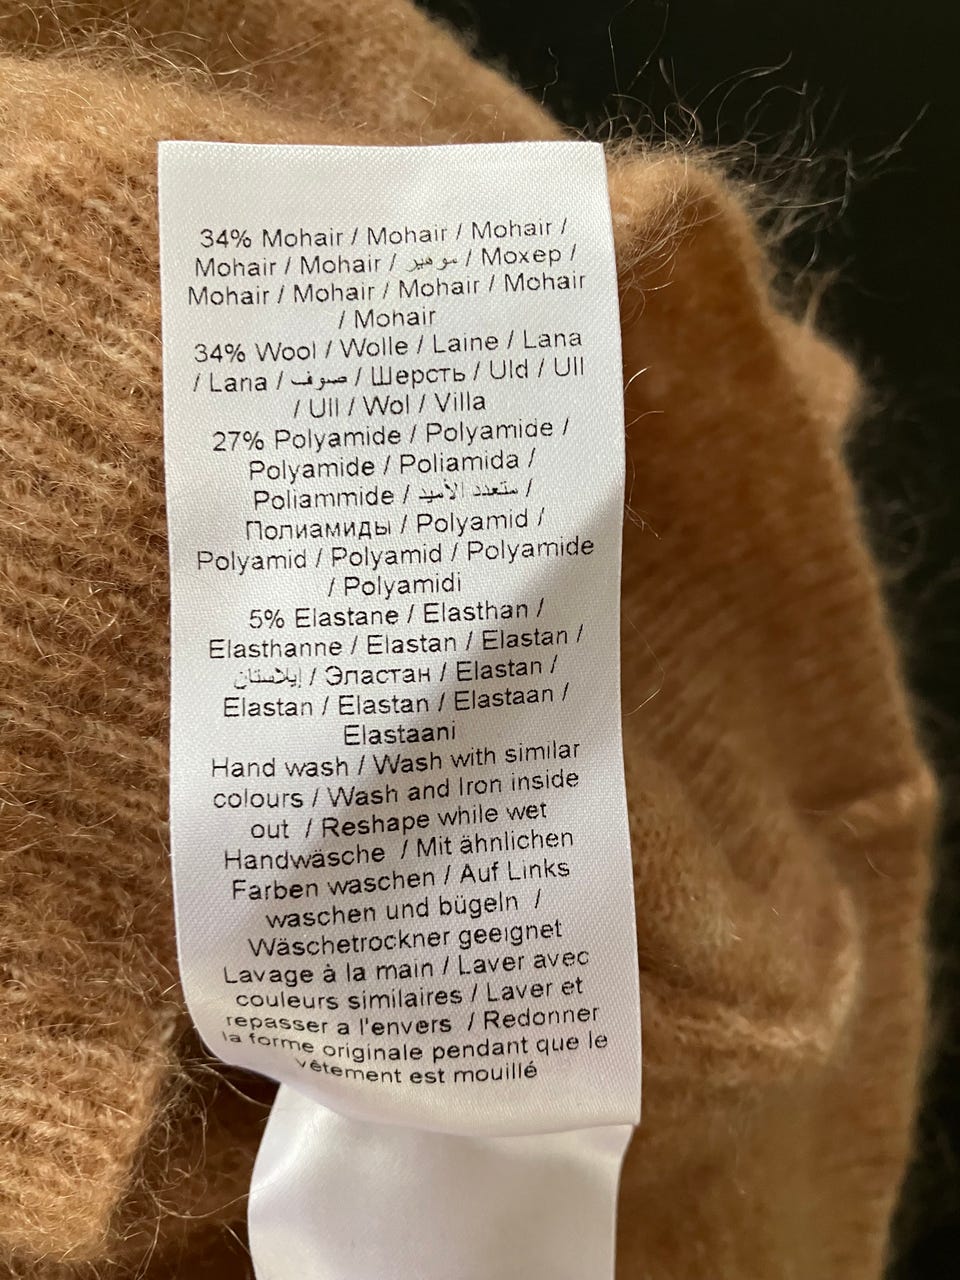 34% Mohair / Mohair / Mohair /
Mohair / Mohair / موهير / Мохер /
Mohair / Mohair / Mohair / Mohair
/ Mohair
34% Wool / Wolle / Laine / Lana
/ Lana / صوف / Шерсть / Uld / Ull
/ Ull / Wol / Villa
27% Polyamide / Polyamide /
Polyamide / Poliamida /
Poliammide / متعدد الأميد /
Полиамиды / Polyamid /
Polyamid / Polyamid / Polyamide
/ Polyamidi
5% Elastane / Elasthan /
Elasthanne / Elastan / Elastan /
إيلاستان / Эластан / Elastan /
Elastan / Elastan / Elastaan /
Elastaani
Hand wash / Wash with similar
colours / Wash and Iron inside
out / Reshape while wet
Handwäsche / Mit ähnlichen
Farben waschen / Auf Links
waschen und bügeln /
Wäschetrockner geeignet
Lavage à la main / Laver avec
couleurs similaires / Laver et
repasser a l'envers / Redonner
la forme originale pendant que le
vêtement est mouillé